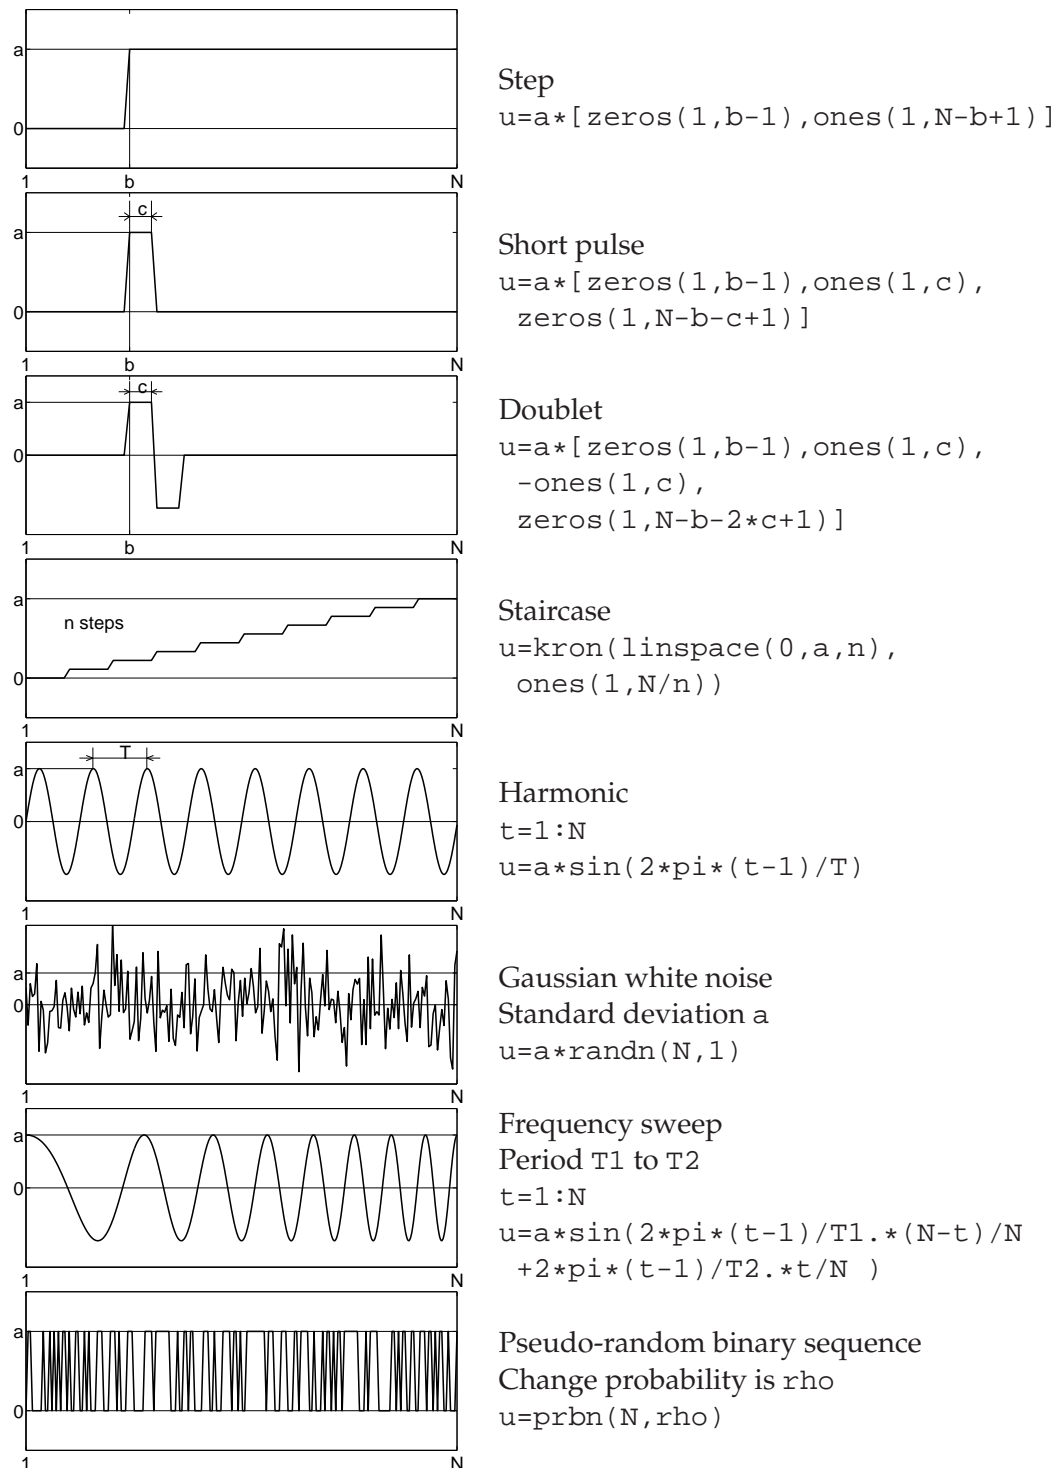 a
0
1
b
N
Step
u=a*[zeros(1,b-1),ones(1,N-b+1)]
c
a
0
1
b
N
Short pulse
u=a*[zeros(1,b-1),ones(1,c),
zeros(1,N-b-c+1)]
c
a
0
1
b
N
Doublet
u=a*[zeros(1,b-1),ones(1,c),
-ones(1,c),
zeros(1,N-b-2*c+1)]
a
n steps
0
1
N
Staircase
u=kron(linspace(0,a,n),
ones(1,N/n))
T
a
0
1
N
Harmonic
t=1:N
u=a*sin(2*pi*(t-1)/T)
a
0
1
N
Gaussian white noise
Standard deviation a
u=a*randn(N,1)
a
0
1
N
Frequency sweep
Period T1 to T2
t=1:N
u=a*sin(2*pi*(t-1)/T1.*(N-t)/N
+2*pi*(t-1)/T2.*t/N )
a
0
1
N
Pseudo-random binary sequence
Change probability is rho
u=prbn(N,rho)